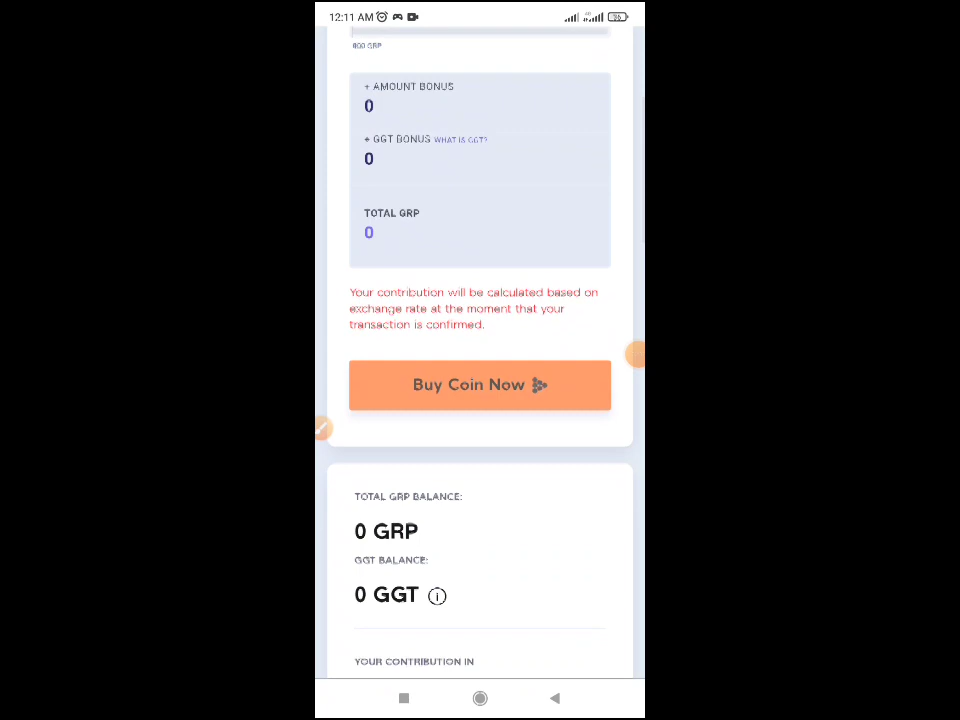 12:11 AM
600 GRP
+ AMOUNT BONUS
0
+ GGT BONUS WHAT IS GGT?
0
TOTAL GRP
0
Your contribution will be calculated based on
exchange rate at the moment that your
transaction is confirmed.
Buy Coin Now
TOTAL GRP BALANCE:
0 GRP
GGT BALANCE:
0 GGT
YOUR CONTRIBUTION IN